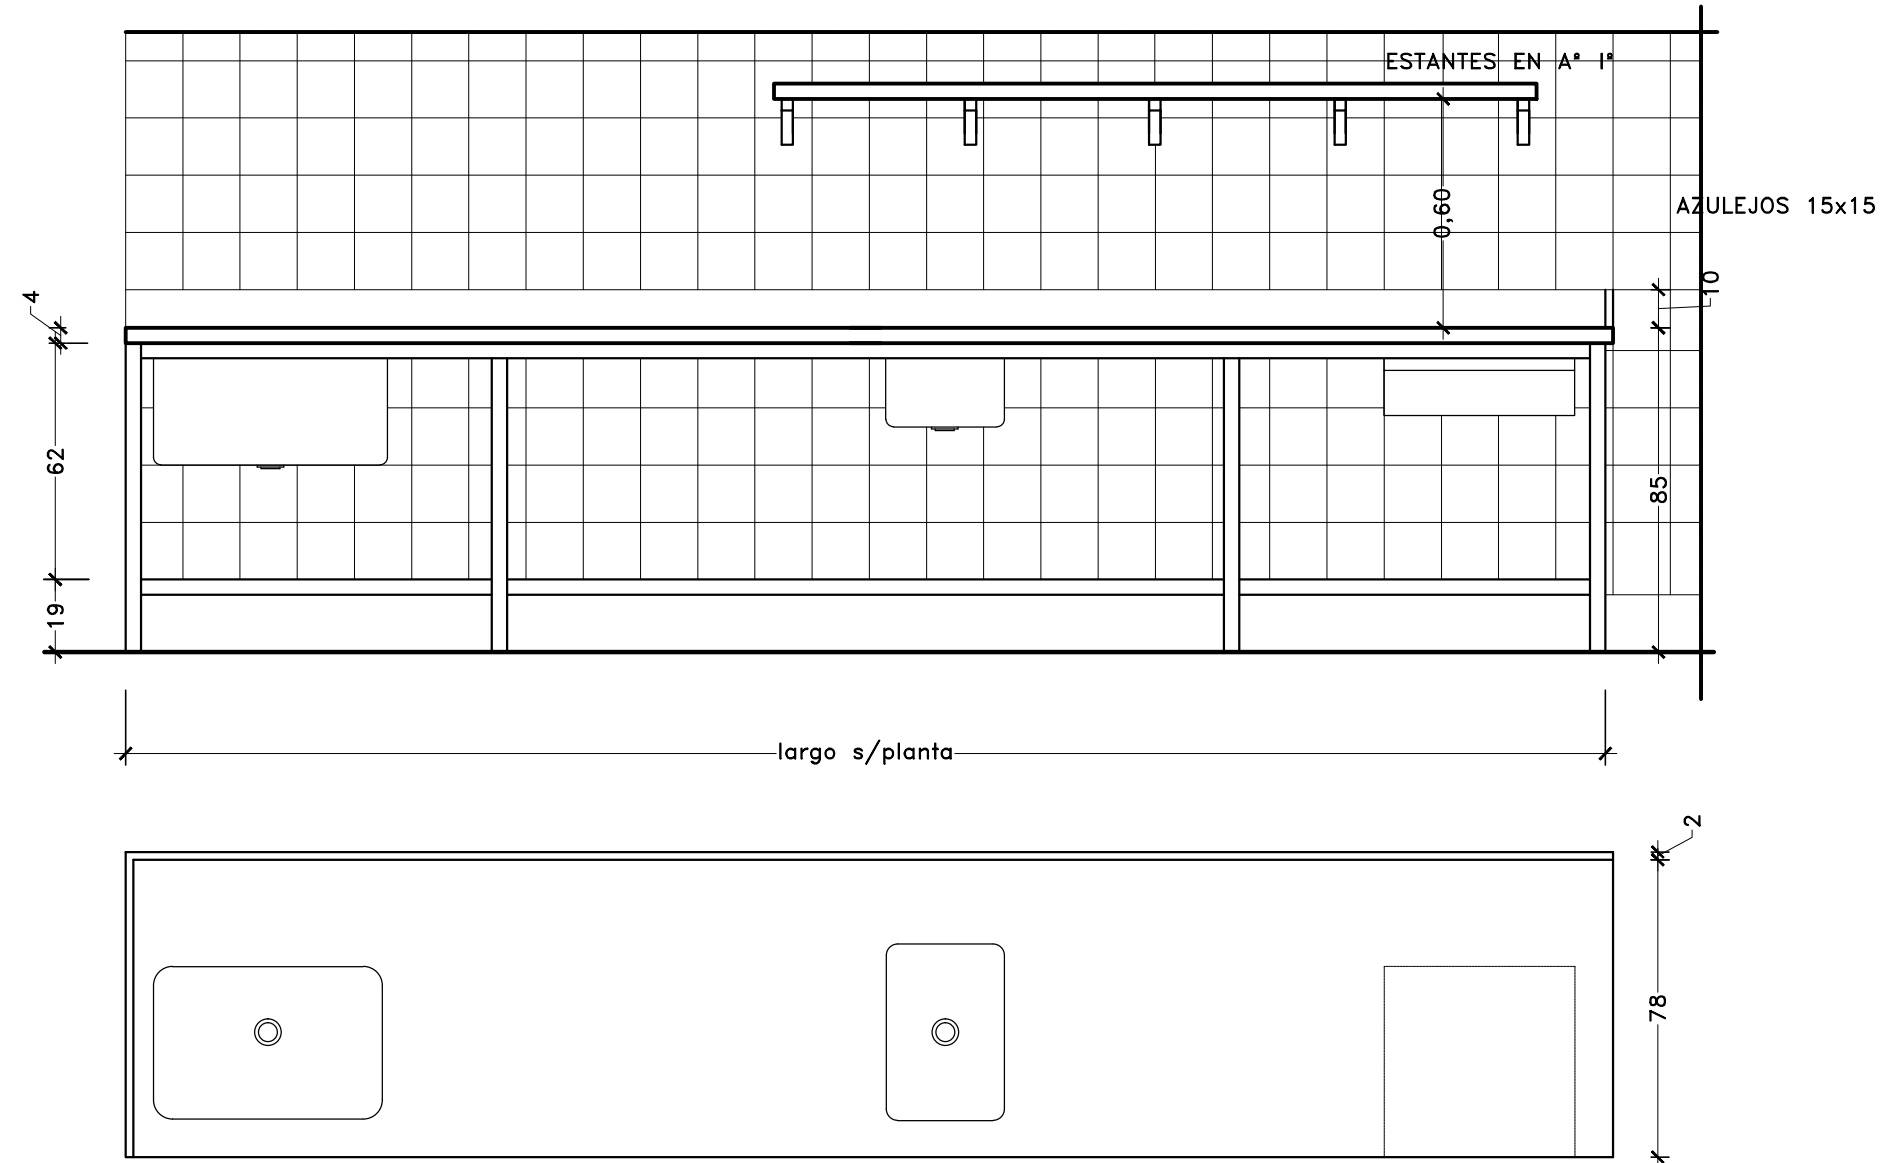 ESTANTES EN Aº Iº
0,60
AZULEJOS 15x15
10
4
62
85
19
largo s/planta
2
78